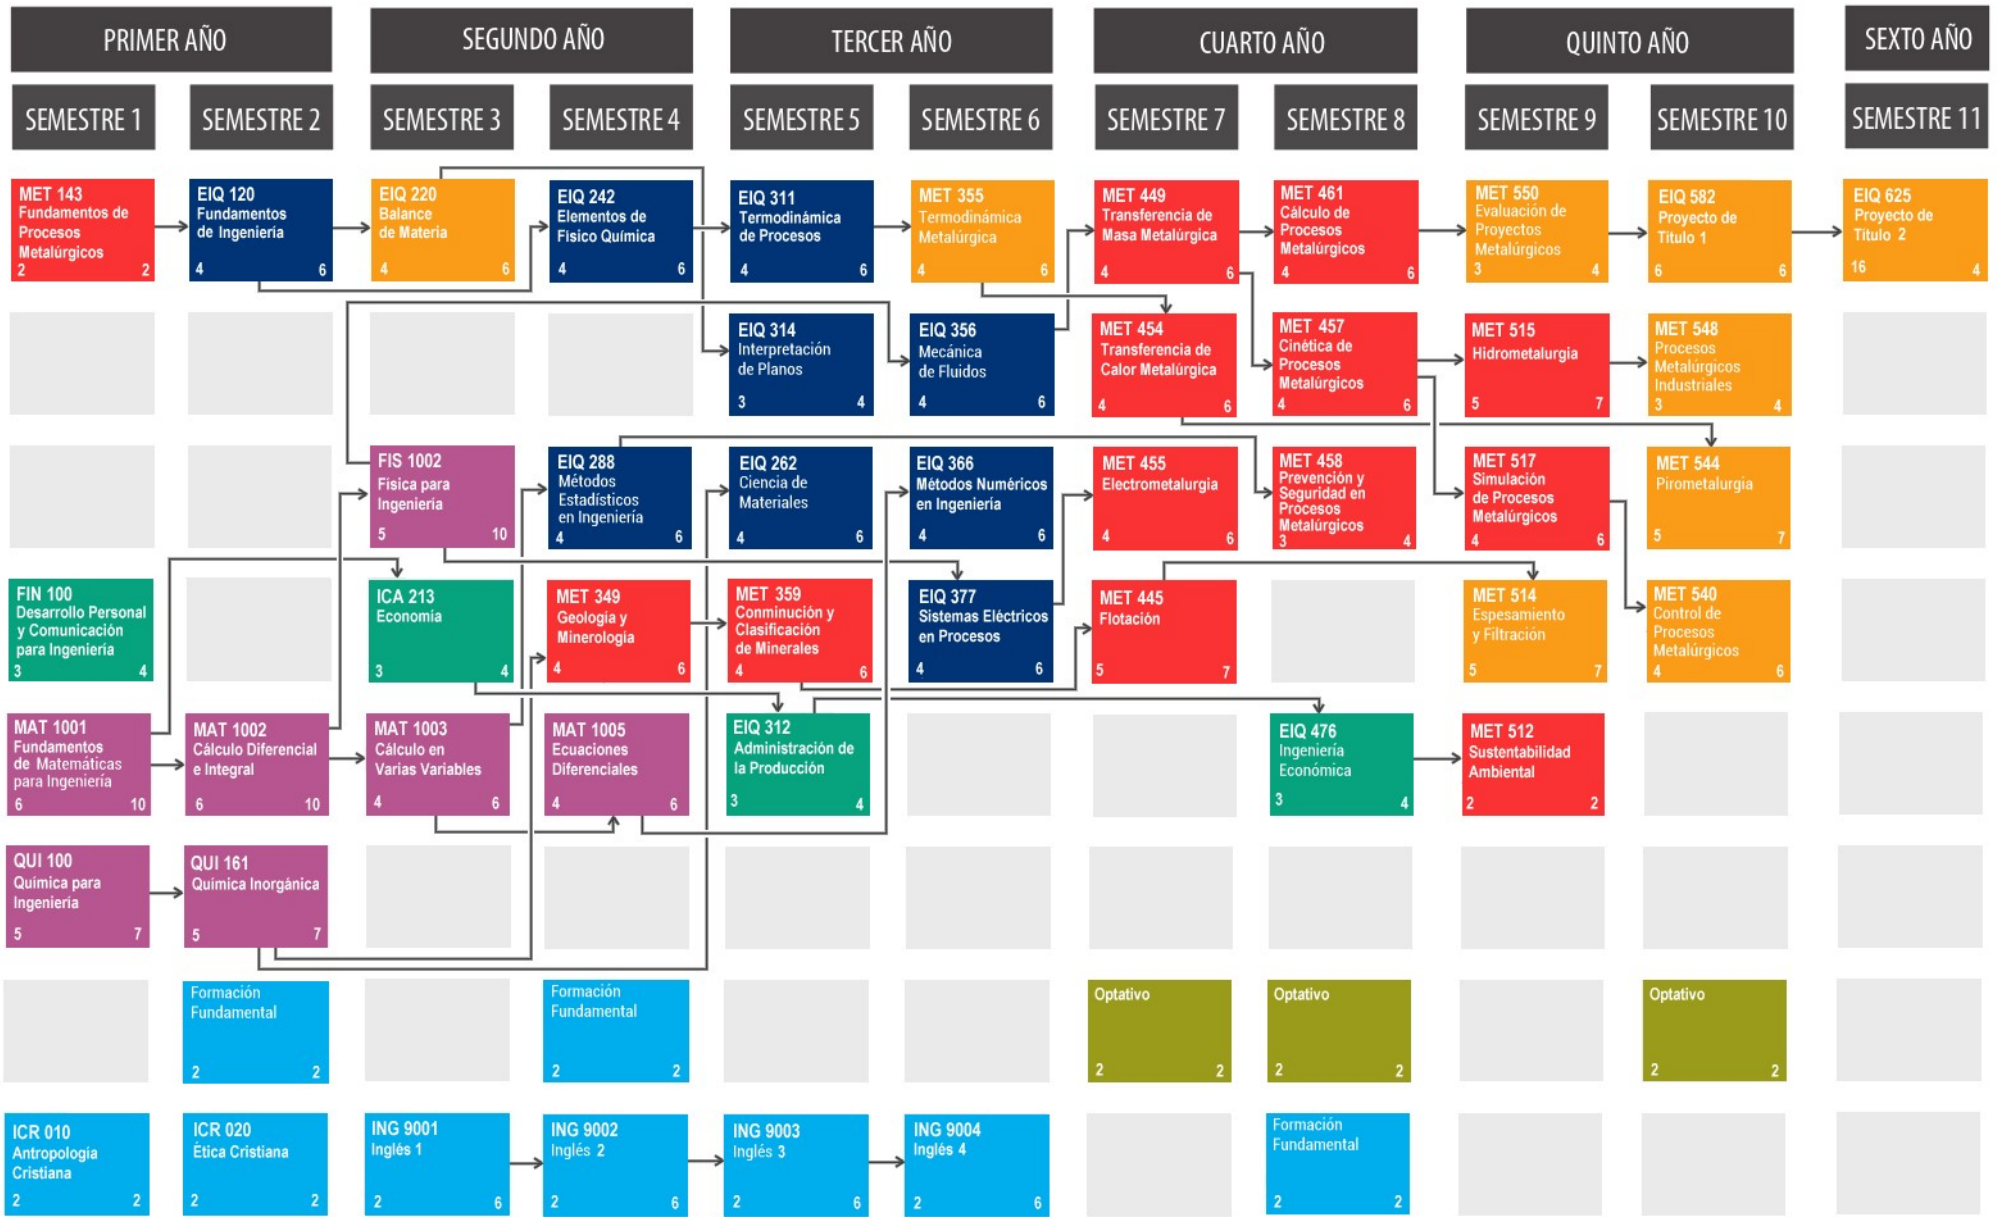 PRIMER AÑO
SEGUNDO AÑO
TERCER AÑO
CUARTO AÑO
QUINTO AÑO
SEXTO AÑO
SEMESTRE 1
SEMESTRE 2
SEMESTRE 3
SEMESTRE 4
SEMESTRE 5
SEMESTRE 6
SEMESTRE 7
SEMESTRE 8
SEMESTRE 9
SEMESTRE 10
SEMESTRE 11
MET 143
Fundamentos de
Procesos
Metalúrgicos
2 2
EIQ 120
Fundamentos
de Ingeniería
4 6
EIQ 220
Balance
de Materia
4 6
EIQ 242
Elementos de
Fisico Química
4 6
EIQ 311
Termodinámica
de Procesos
4 6
MET 355
Termodinámica
Metalúrgica
4 6
MET 449
Transferencia de
Masa Metalúrgica
4 6
MET 461
Cálculo de
Procesos
Metalúrgicos
4 6
MET 550
Evaluación de
Proyectos
Metalúrgicos
3 4
EIQ 582
Proyecto de
Título 1
6 6
EIQ 625
Proyecto de
Título 2
16 4
EIQ 314
Interpretación
de Planos
3 4
EIQ 356
Mecánica
de Fluidos
4 6
MET 454
Transferencia de
Calor Metalúrgica
4 6
MET 457
Cinética de
Procesos
Metalúrgicos
4 6
MET 515
Hidrometalurgia
5 7
MET 548
Procesos
Metalúrgicos
Industriales
3 4
FIS 1002
Física para
Ingeniería
5 10
EIQ 288
Métodos
Estadísticos
en Ingeniería
4 6
EIQ 262
Ciencia de
Materiales
4 6
EIQ 366
Métodos Numéricos
en Ingeniería
4 6
MET 455
Electrometalurgia
4 6
MET 458
Prevención y
Seguridad en
Procesos
Metalúrgicos
3 4
MET 517
Simulación
de Procesos
Metalúrgicos
4 6
MET 544
Pirometalurgia
5 7
FIN 100
Desarrollo Personal
y Comunicación
para Ingeniería
3 4
ICA 213
Economía
3 4
MET 349
Geología y
Minerología
4 6
MET 359
Conminución y
Clasificación
de Minerales
4 6
EIQ 377
Sistemas Eléctricos
en Procesos
4 6
MET 445
Flotación
5 7
MET 514
Espesamiento
y Filtración
5 7
MET 540
Control de
Procesos
Metalúrgicos
4 6
MAT 1001
Fundamentos
de Matemáticas
para Ingeniería
6 10
MAT 1002
Cálculo Diferencial
e Integral
6 10
MAT 1003
Cálculo en
Varias Variables
4 6
MAT 1005
Ecuaciones
Diferenciales
4 6
EIQ 312
Administración de
la Producción
3 4
EIQ 476
Ingeniería
Económica
3 4
MET 512
Sustentabilidad
Ambiental
2 2
QUI 100
Química para
Ingeniería
5 7
QUI 161
Química Inorgánica
5 7
Formación
Fundamental
2 2
Formación
Fundamental
2 2
Optativo
2 2
Optativo
2 2
Optativo
2 2
ICR 010
Antropología
Cristiana
2 2
ICR 020
Ética Cristiana
2 2
ING 9001
Inglés 1
2 6
ING 9002
Inglés 2
2 6
ING 9003
Inglés 3
2 6
ING 9004
Inglés 4
2 6
Formación
Fundamental
2 2